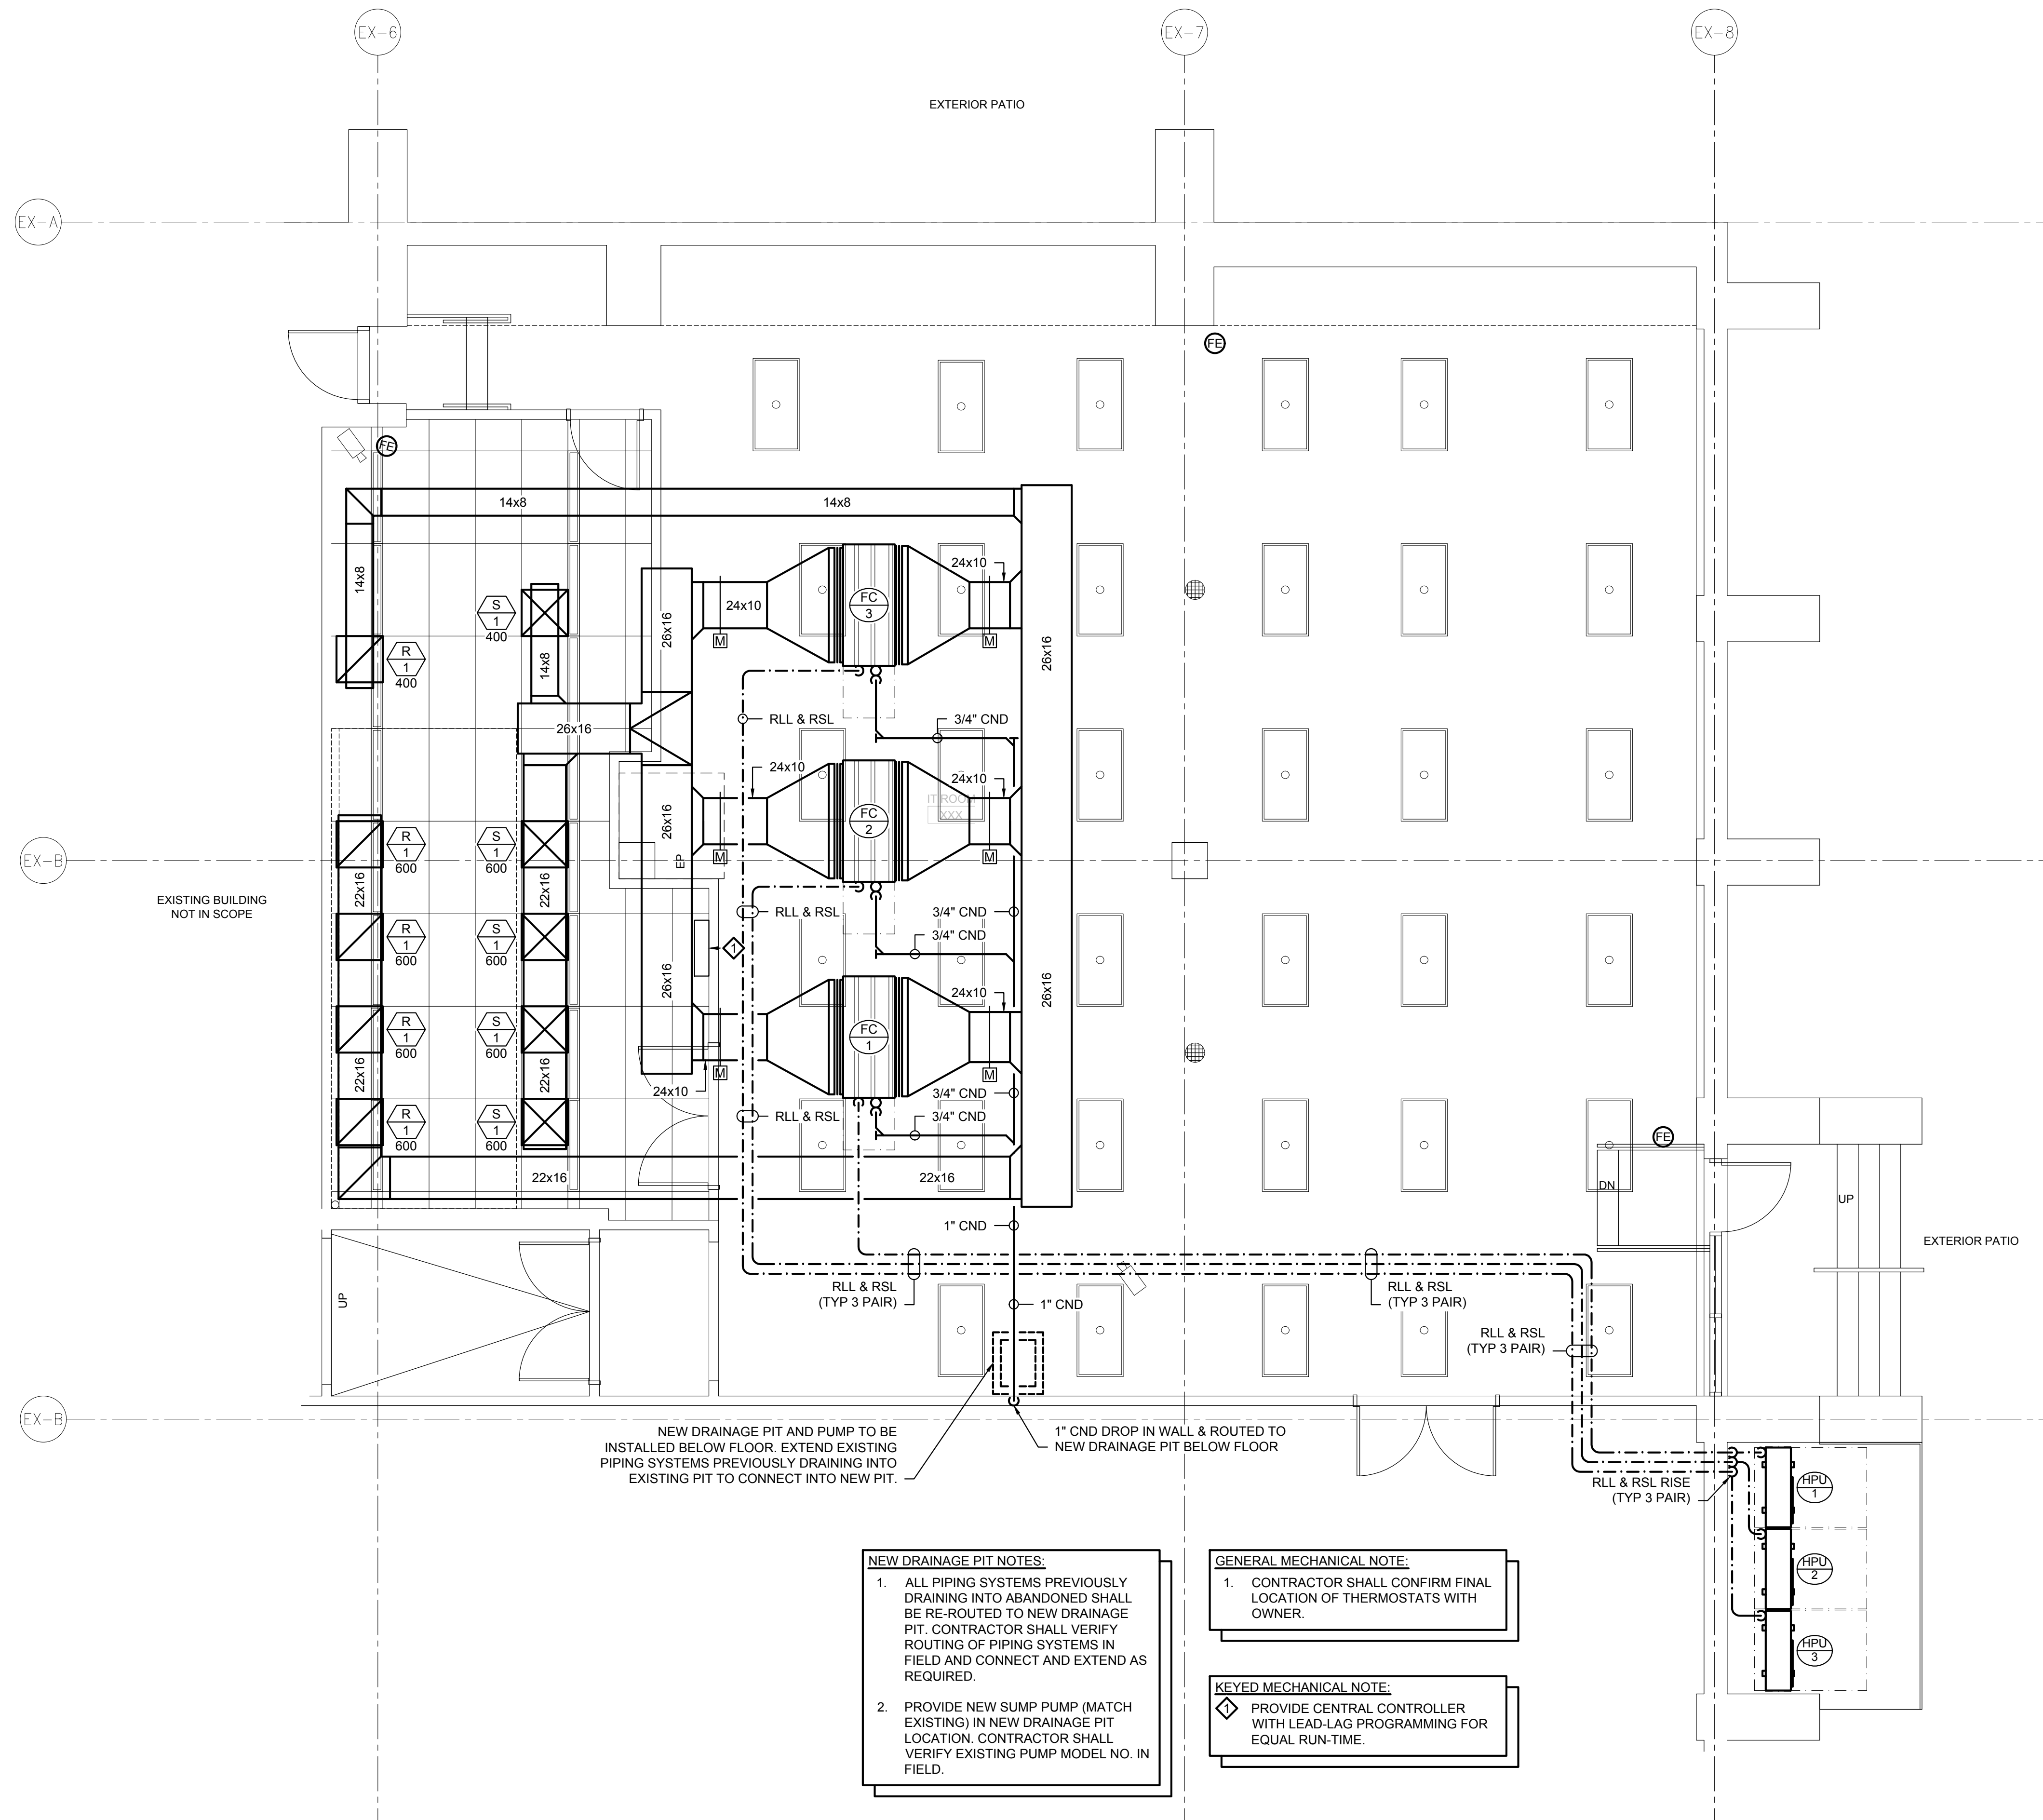 EX-6
EX-7
EX-8
EXTERIOR PATIO
EX-A
FE
FE
14x8
14x8
14x8
24x10
FC
3
24x10
26x16
26x16
S
1
400
R
1
400
14x8
M
M
26x16
RLL & RSL
3/4" CND
24x10
24x10
IT ROOM
XXX
FC
2
26x16
EP
M
M
EX-B
R
1
600
S
1
600
EXISTING BUILDING
NOT IN SCOPE
22x16
22x16
RLL & RSL
3/4" CND
3/4" CND
1
R
1
600
S
1
600
26x16
26x16
24x10
R
1
600
S
1
600
FC
1
M
M
24x10
22x16
22x16
3/4" CND
RLL & RSL
3/4" CND
R
1
600
S
1
600
FE
22x16
22x16
DN
UP
1" CND
EXTERIOR PATIO
UP
RLL & RSL
(TYP 3 PAIR)
1" CND
RLL & RSL
(TYP 3 PAIR)
RLL & RSL
(TYP 3 PAIR)
EX-B
NEW DRAINAGE PIT AND PUMP TO BE
INSTALLED BELOW FLOOR. EXTEND EXISTING
PIPING SYSTEMS PREVIOUSLY DRAINING INTO
EXISTING PIT TO CONNECT INTO NEW PIT.
1" CND DROP IN WALL & ROUTED TO
NEW DRAINAGE PIT BELOW FLOOR
RLL & RSL RISE
(TYP 3 PAIR)
HPU
1
HPU
2
HPU
3
NEW DRAINAGE PIT NOTES:
1. ALL PIPING SYSTEMS PREVIOUSLY
DRAINING INTO ABANDONED SHALL
BE RE-ROUTED TO NEW DRAINAGE
PIT. CONTRACTOR SHALL VERIFY
ROUTING OF PIPING SYSTEMS IN
FIELD AND CONNECT AND EXTEND AS
REQUIRED.
2. PROVIDE NEW SUMP PUMP (MATCH
EXISTING) IN NEW DRAINAGE PIT
LOCATION. CONTRACTOR SHALL
VERIFY EXISTING PUMP MODEL NO. IN
FIELD.
GENERAL MECHANICAL NOTE:
1. CONTRACTOR SHALL CONFIRM FINAL
LOCATION OF THERMOSTATS WITH
OWNER.
KEYED MECHANICAL NOTE:
1 PROVIDE CENTRAL CONTROLLER
WITH LEAD-LAG PROGRAMMING FOR
EQUAL RUN-TIME.